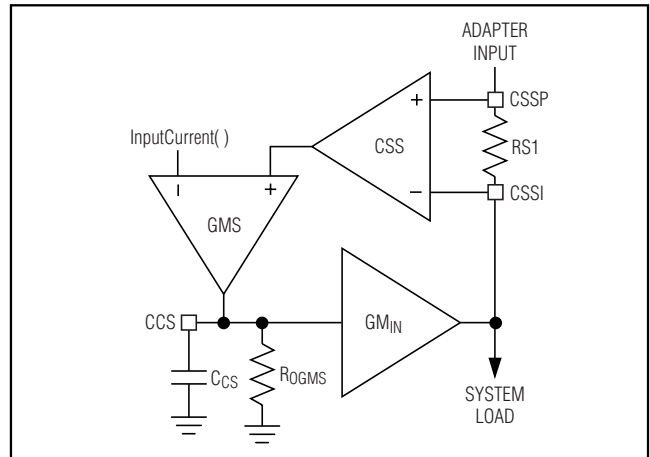 ADAPTER
INPUT
CSSP
+
CSS
RS1
InputCurrent( )
−
CSSI
− +
GMS
CCS
GMIN
CCS
ROGMS
SYSTEM
LOAD